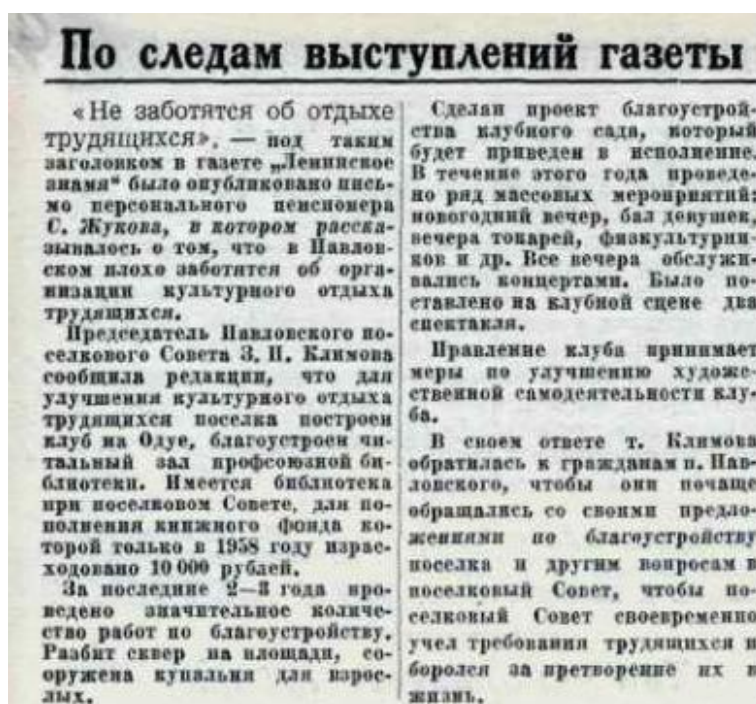 По следам выступлений газеты
«Не заботятся об отдыхе
трудящихся», — под таким
заголовком в газете „Ленинское
знамя" было опубликовано пись-
мо персонального пенсионера
С. Жукова, в котором расска-
зывалось о том, что в Павлов-
ском плохо заботятся об орга-
низации культурного отдыха
трудящихся.
Председатель Павловского по-
селкового Совета З. П. Климова
сообщила редакции, что для
улучшения культурного отдыха
трудящихся поселка построен
клуб на Одуе, благоустроен чи-
тальный зал профсоюзной би-
блиотеки. Имеется библиотека
при поселковом Совете, для по-
полнения книжного фонда ко-
торой только в 1958 году израс-
ходовано 10 000 рублей.
За последние 2—3 года про-
ведено значительное количе-
ство работ по благоустройству.
Разбит сквер на площади, со-
оружена купальня для взрос-
лых.
Сделан проект благоустрой-
ства клубного сада, который
будет приведен в исполнение.
В течение этого года проведе-
но ряд массовых мероприятий:
новогодний вечер, бал девушек,
вечера токарей, физкультурни-
ков и др. Все вечера обслужи-
вались концертами. Было по-
ставлено на клубной сцене два
спектакля.
Правление клуба принимает
меры по улучшению художе-
ственной самодеятельности клу-
ба.
В своем ответе т. Климова
обратилась к гражданам п. Пав-
ловского, чтобы они почаще
обращались со своими предло-
жениями по благоустройству
поселка и другим вопросам в
поселковый Совет, чтобы по-
селковый Совет своевременно
учел требования трудящихся и
боролся за претворение их в
жизнь.